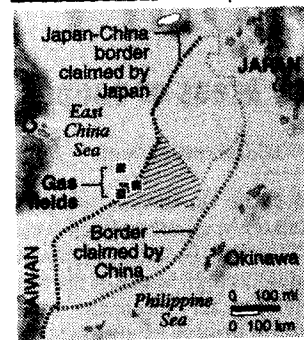 Japan-China
border
claimed by
Japan
JAPAN
East
China
Sea
Gas
fields
Border
claimed by
China
Okinawa
TAIWAN
Philippine
Sea
0 100 mi
0 100 km